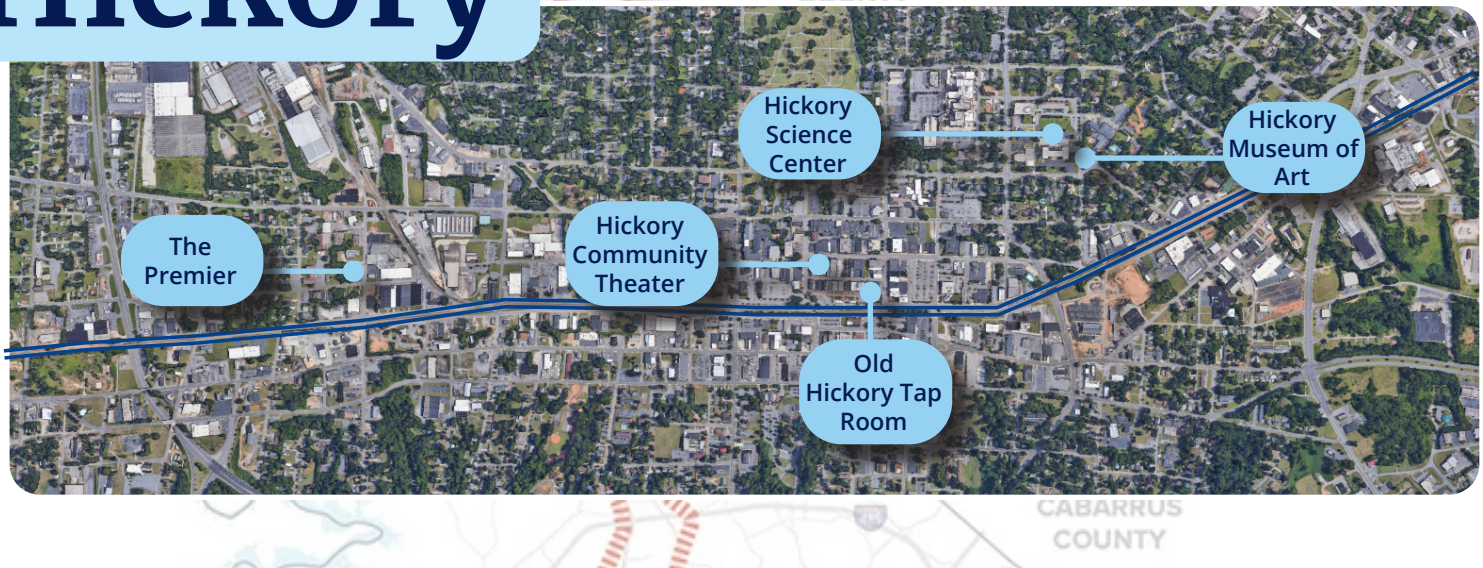 Hickory
Hickory
Science
Center
Hickory
Museum of
Art
The
Premier
Hickory
Community
Theater
Old
Hickory Tap
Room
CABARRUS
COUNTY